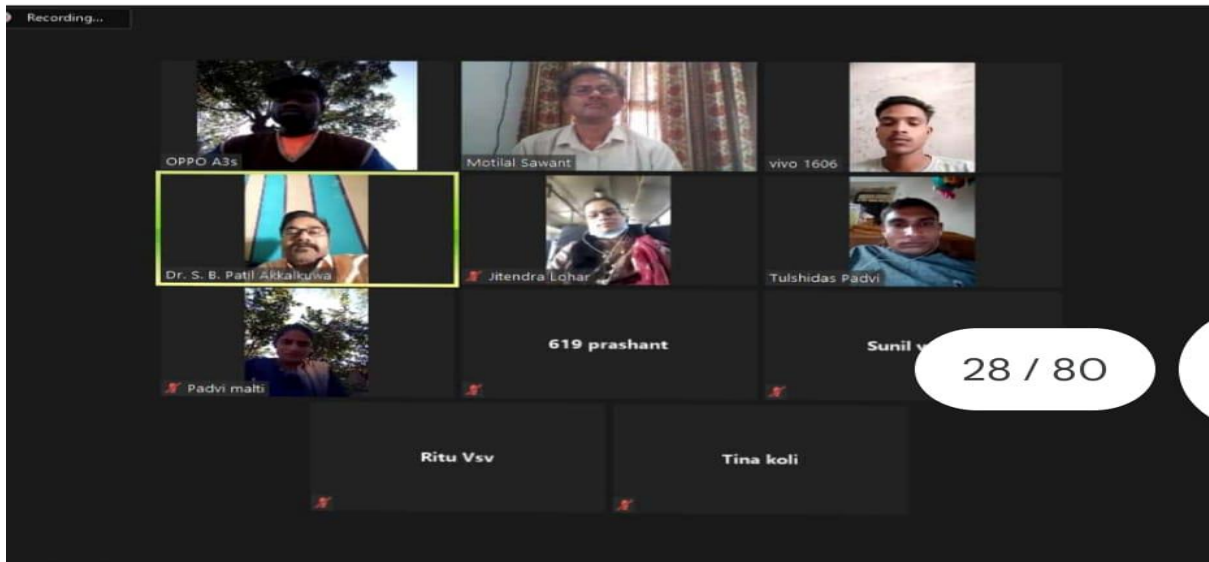 Recording...
OPPO A3s
Motilal Sawant
vivo 1606
Dr. S. B. Patil Akkalkuwa
Jitendra Lohar
Tulshidas Padvi
Padvi malti
619 prashant
Sunil
28 / 80
Ritu Vsv
Tina koli